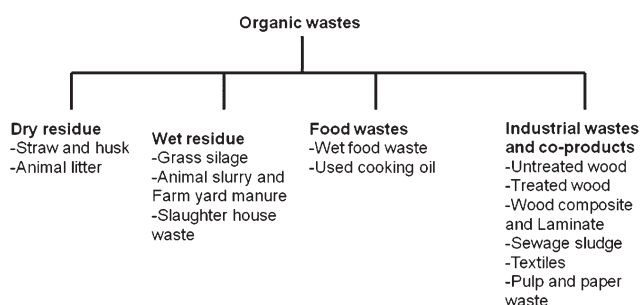 Organic wastes
Dry residue
-Straw and husk
-Animal litter
Wet residue
-Grass silage
-Animal slurry and
Farm yard manure
-Slaughter house
waste
Food wastes
-Wet food waste
-Used cooking oil
Industrial wastes
and co-products
-Untreated wood
-Treated wood
-Wood composite
and Laminate
-Sewage sludge
-Textiles
-Pulp and paper
waste